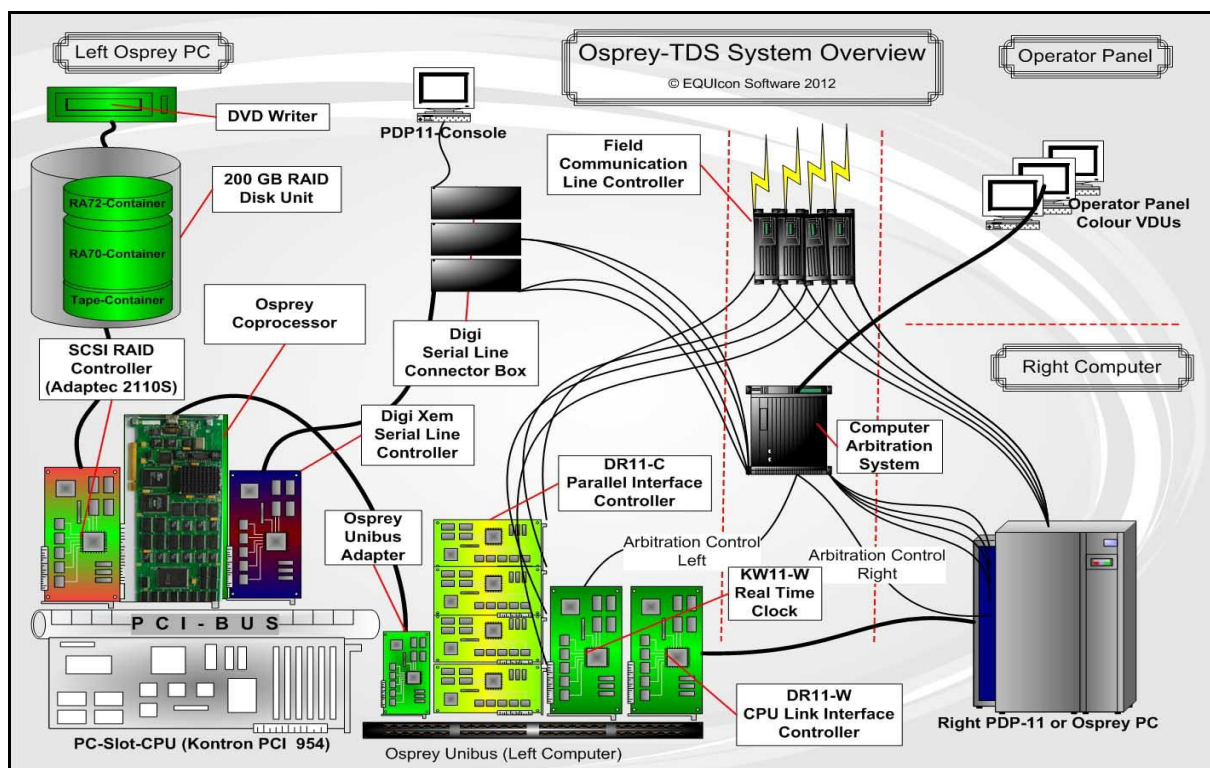 Left Osprey PC
Osprey-TDS System Overview
© EQUIcon Software 2012
Operator Panel
DVD Writer
PDP11-Console
Field
Communication
Line Controller
200 GB RAID
Disk Unit
RA72-Container
RA70-Container
Tape-Container
Operator Panel
Colour VDUs
Osprey
Coprocessor
SCSI RAID
Controller
(Adaptec 2110S)
Digi
Serial Line
Connector Box
Right Computer
Digi Xem
Serial Line
Controller
Computer
Arbitration
System
DR11-C
Parallel Interface
Controller
Osprey
Unibus
Adapter
Arbitration Control
Left
Arbitration Control
Right
KW11-W
Real Time
Clock
PCI-BUS
DR11-W
CPU Link Interface
Controller
Right PDP-11 or Osprey PC
PC-Slot-CPU (Kontron PCI 954)
Osprey Unibus (Left Computer)